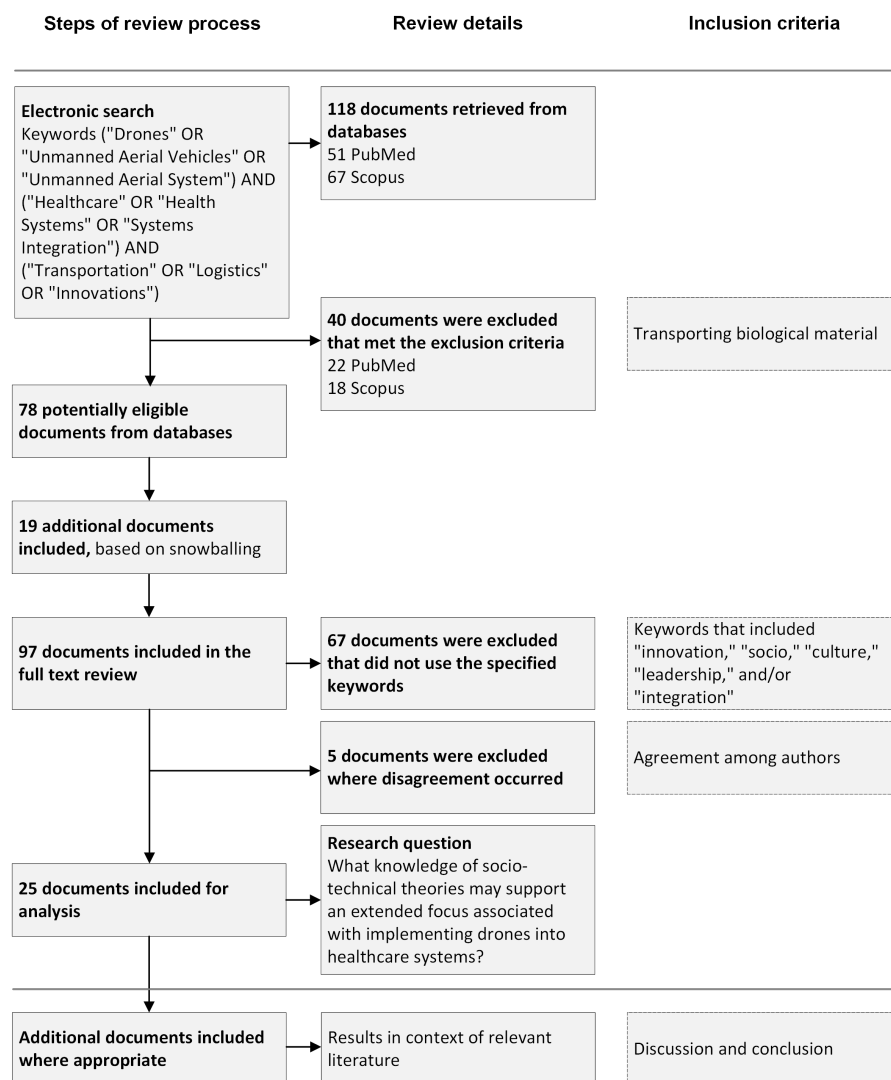 Steps of review process
Review details
Inclusion criteria
Electronic search
Keywords ("Drones" OR
"Unmanned Aerial Vehicles" OR
"Unmanned Aerial System") AND
("Healthcare" OR "Health
Systems" OR "Systems
Integration") AND
("Transportation" OR "Logistics"
OR "Innovations")
118 documents retrieved from
databases
51 PubMed
67 Scopus
40 documents were excluded
that met the exclusion criteria
22 PubMed
18 Scopus
Transporting biological material
78 potentially eligible
documents from databases
19 additional documents
included, based on snowballing
97 documents included in the
full text review
67 documents were excluded
that did not use the specified
keywords
Keywords that included
"innovation," "socio," "culture,"
"leadership," and/or
"integration"
5 documents were excluded
where disagreement occurred
Agreement among authors
25 documents included for
analysis
Research question
What knowledge of socio-
technical theories may support
an extended focus associated
with implementing drones into
healthcare systems?
Additional documents included
where appropriate
Results in context of relevant
literature
Discussion and conclusion